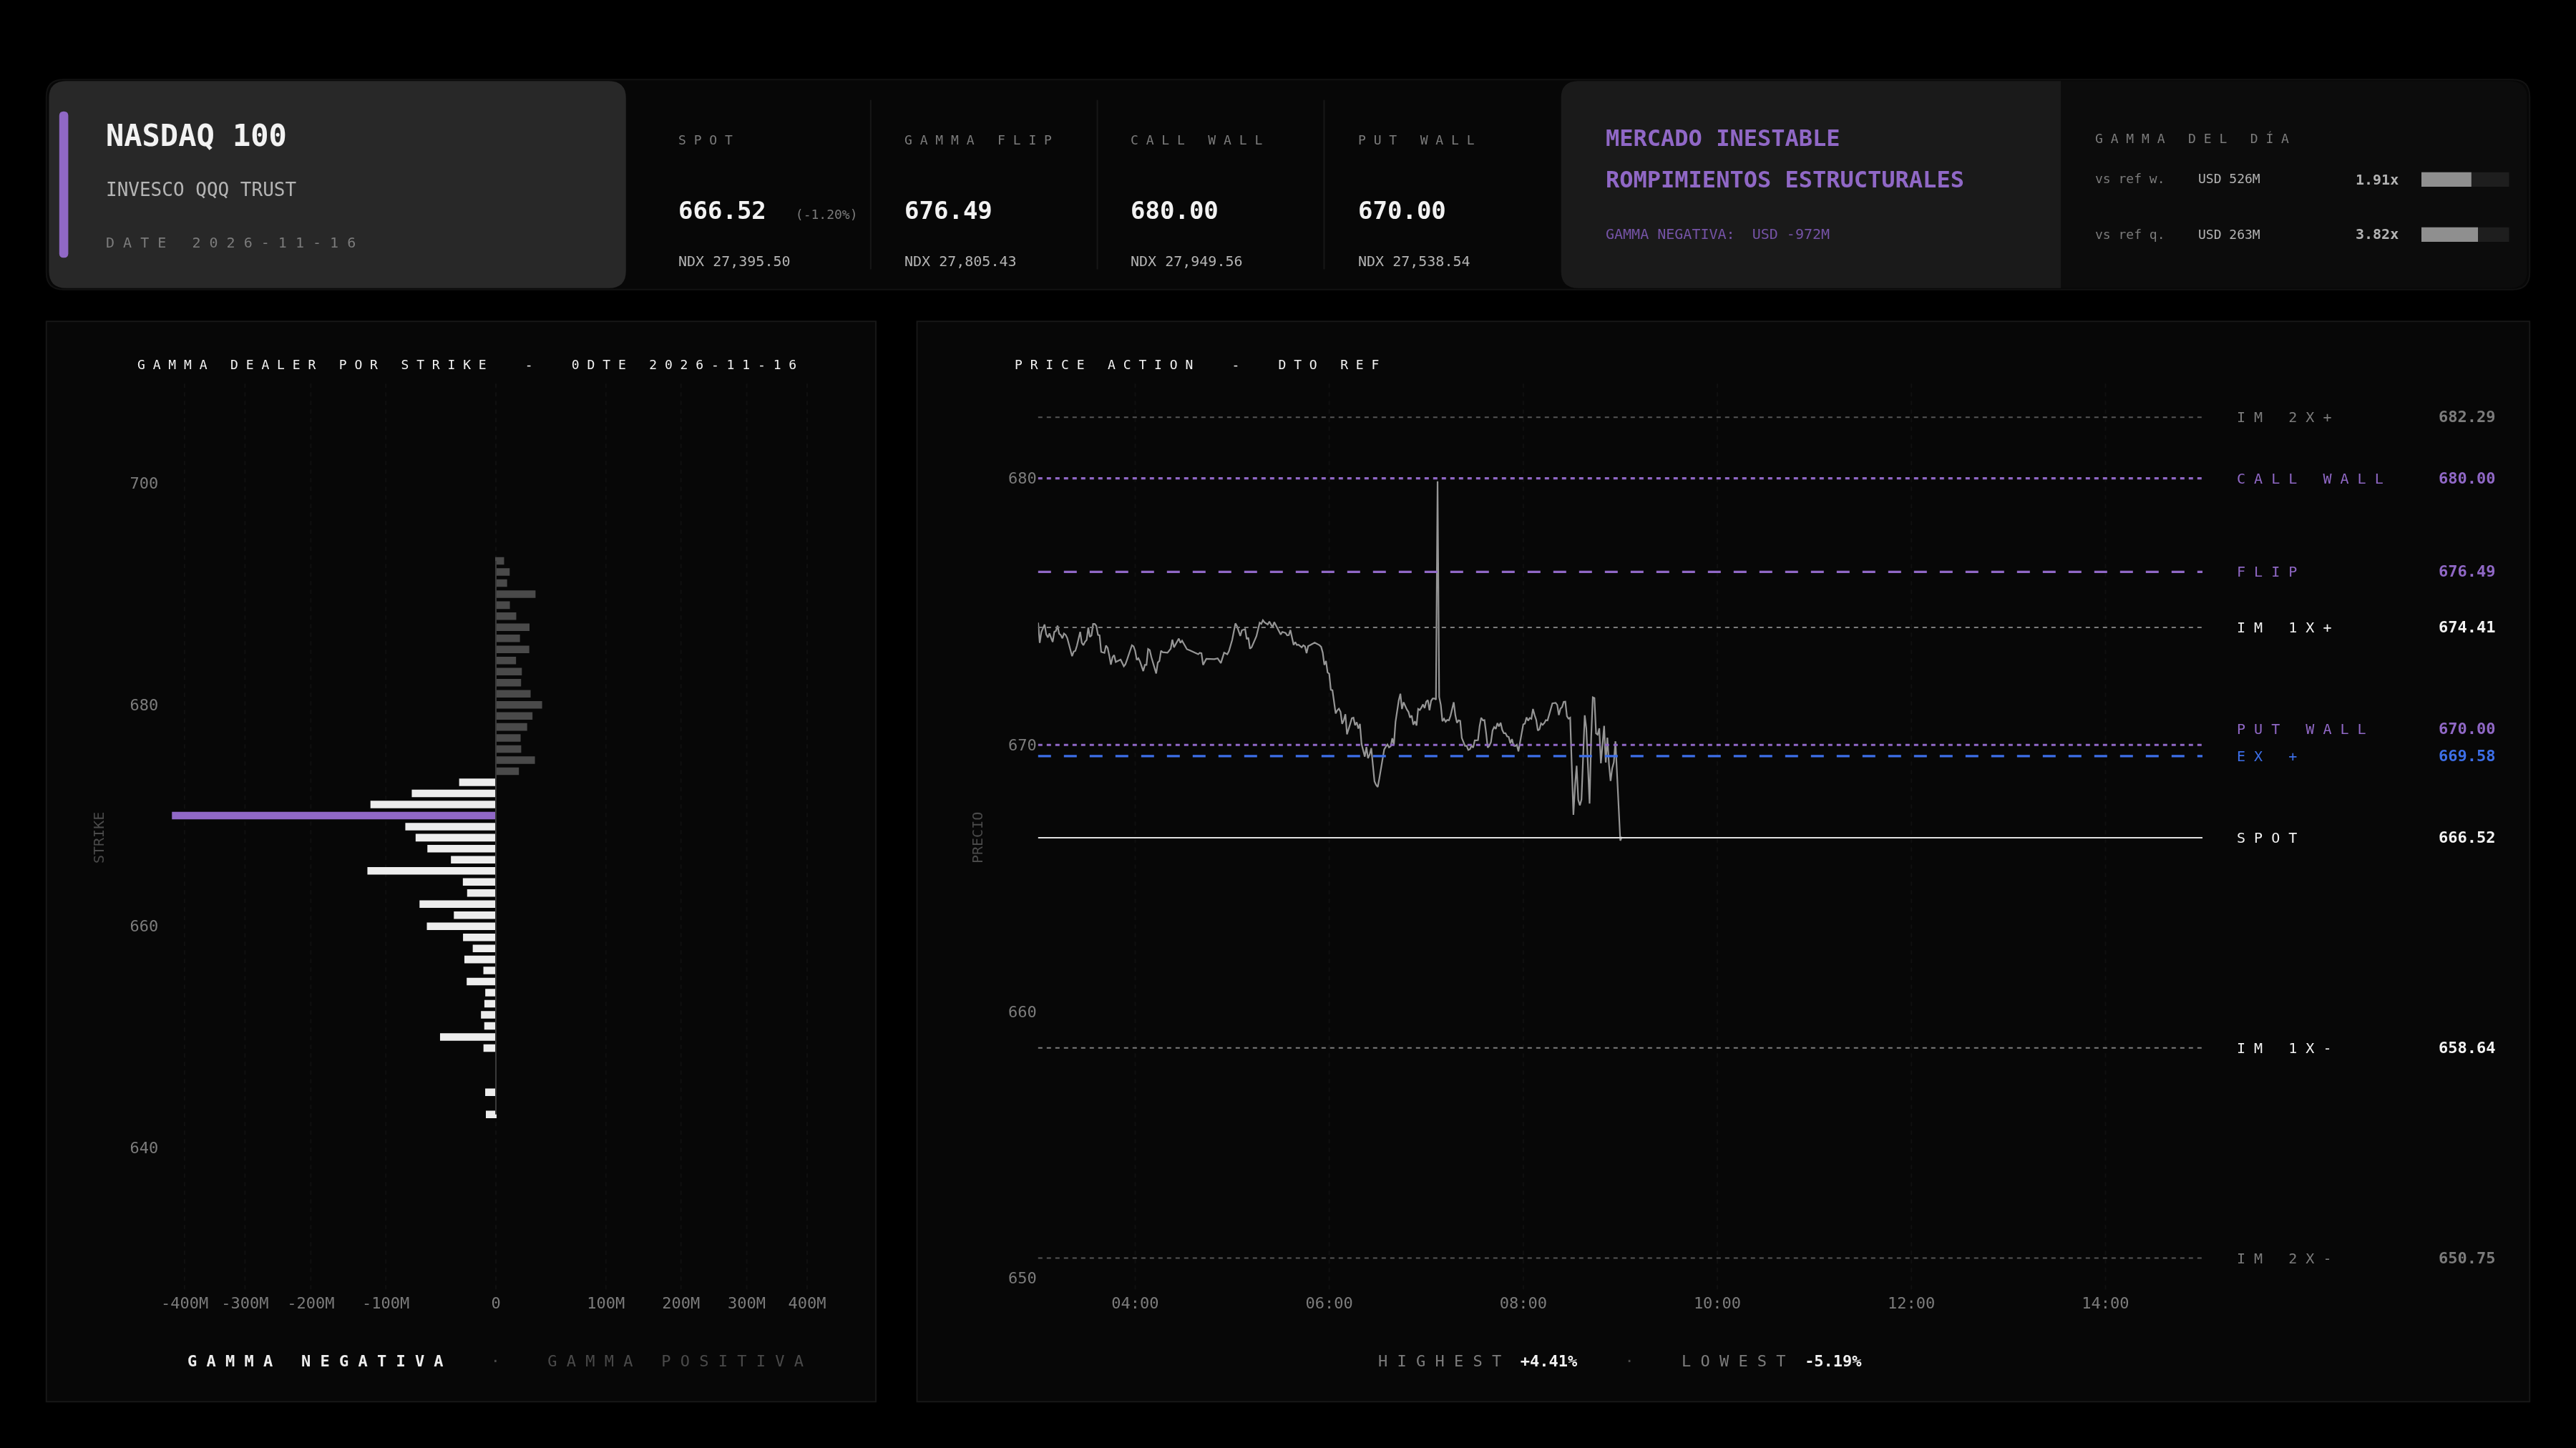 NASDAQ 100
INVESCO QQQ TRUST
DATE 2026-11-16
SPOT
666.52 (-1.20%)
NDX 27,395.50
GAMMA FLIP
676.49
NDX 27,805.43
CALL WALL
680.00
NDX 27,949.56
PUT WALL
670.00
NDX 27,538.54
MERCADO INESTABLE
ROMPIMIENTOS ESTRUCTURALES
GAMMA NEGATIVA: USD -972M
GAMMA DEL DÍA
vs ref w. USD 526M 1.91x
vs ref q. USD 263M 3.82x
GAMMA DEALER POR STRIKE - 0DTE 2026-11-16
700
680
660
640
STRIKE
-400M -300M -200M -100M 0 100M 200M 300M 400M
GAMMA NEGATIVA · GAMMA POSITIVA
PRICE ACTION - DTO REF
680
670
660
650
PRECIO
IM 2X+ 682.29
CALL WALL 680.00
FLIP 676.49
IM 1X+ 674.41
PUT WALL 670.00
EX + 669.58
SPOT 666.52
IM 1X- 658.64
IM 2X- 650.75
04:00 06:00 08:00 10:00 12:00 14:00
HIGHEST +4.41% · LOWEST -5.19%